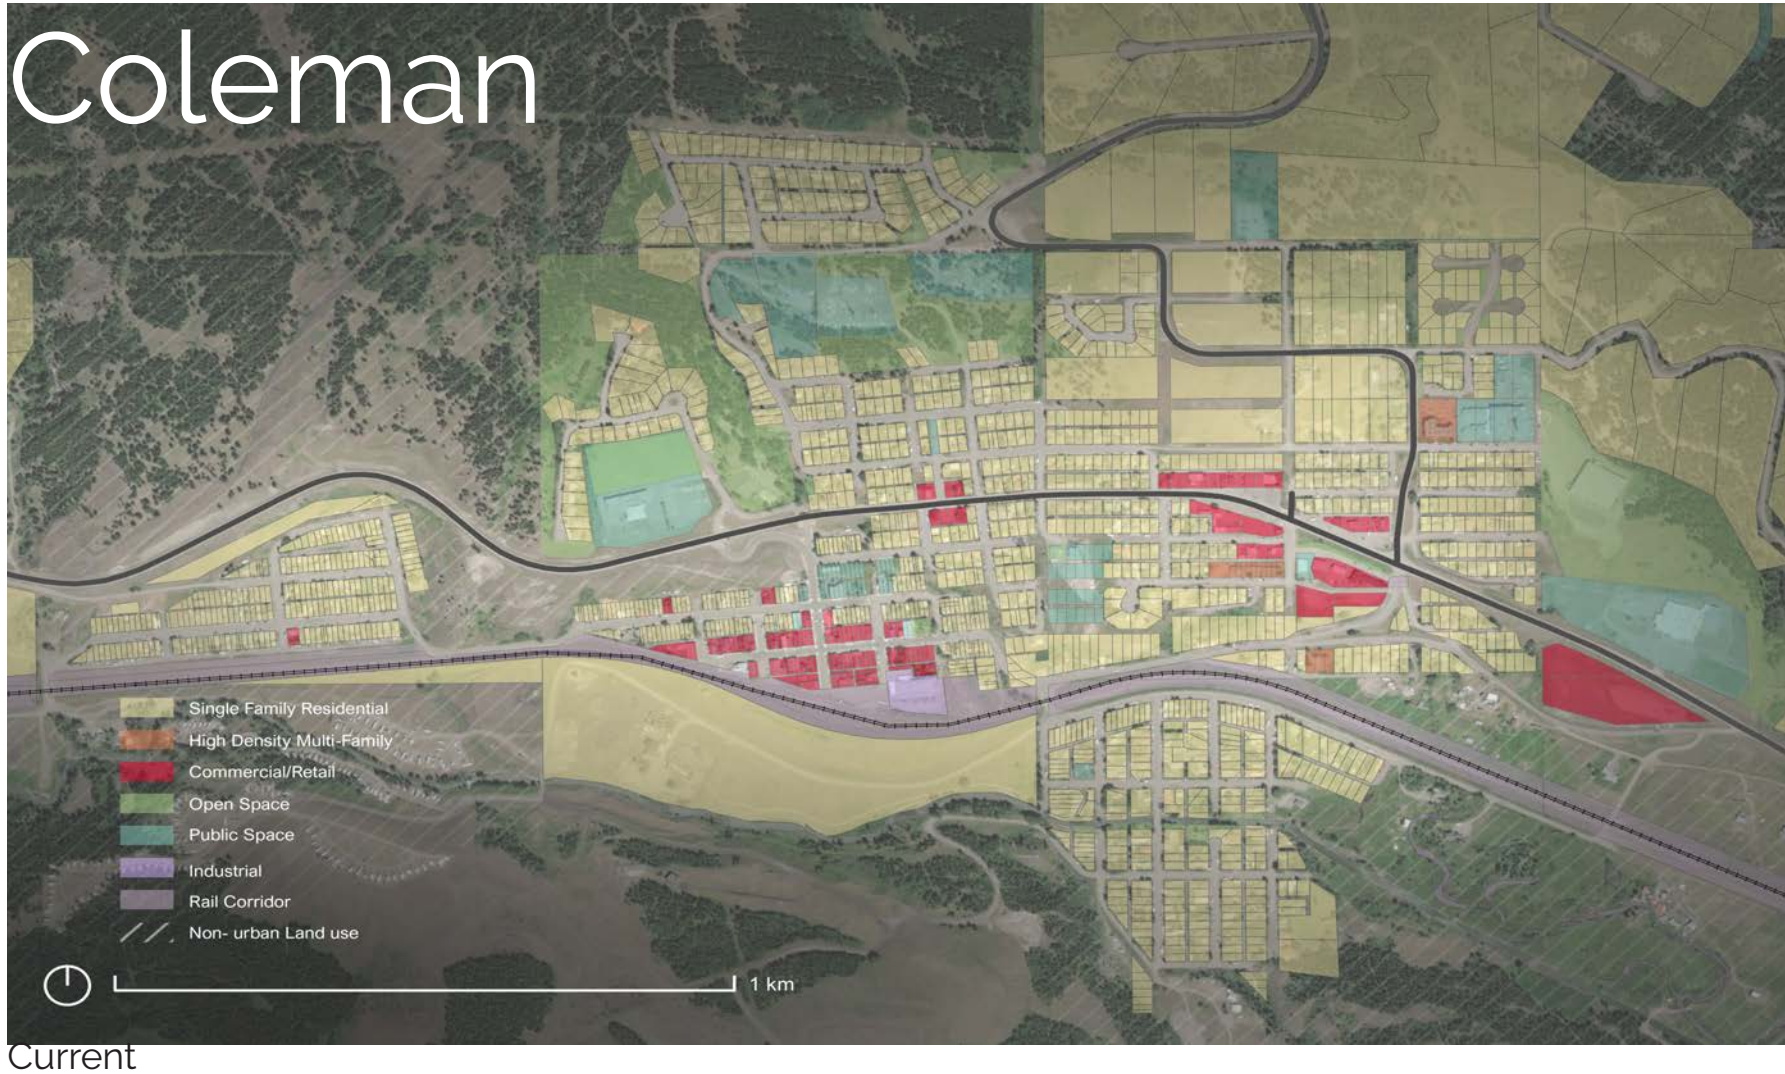 Coleman
Single Family Residential
High Density Multi-Family
Commercial/Retail
Open Space
Public Space
Industrial
Rail Corridor
Non- urban Land use
1 km
Current